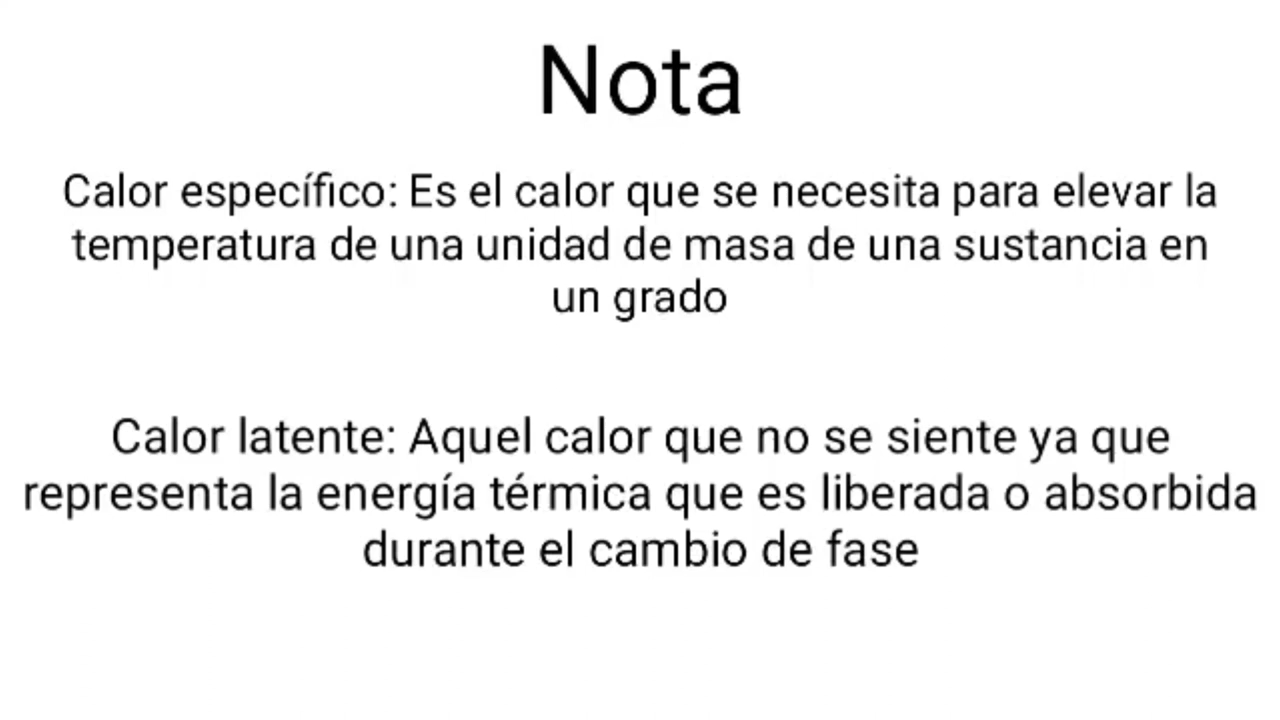 Nota
Calor específico: Es el calor que se necesita para elevar la
temperatura de una unidad de masa de una sustancia en
un grado
Calor latente: Aquel calor que no se siente ya que
representa la energía térmica que es liberada o absorbida
durante el cambio de fase